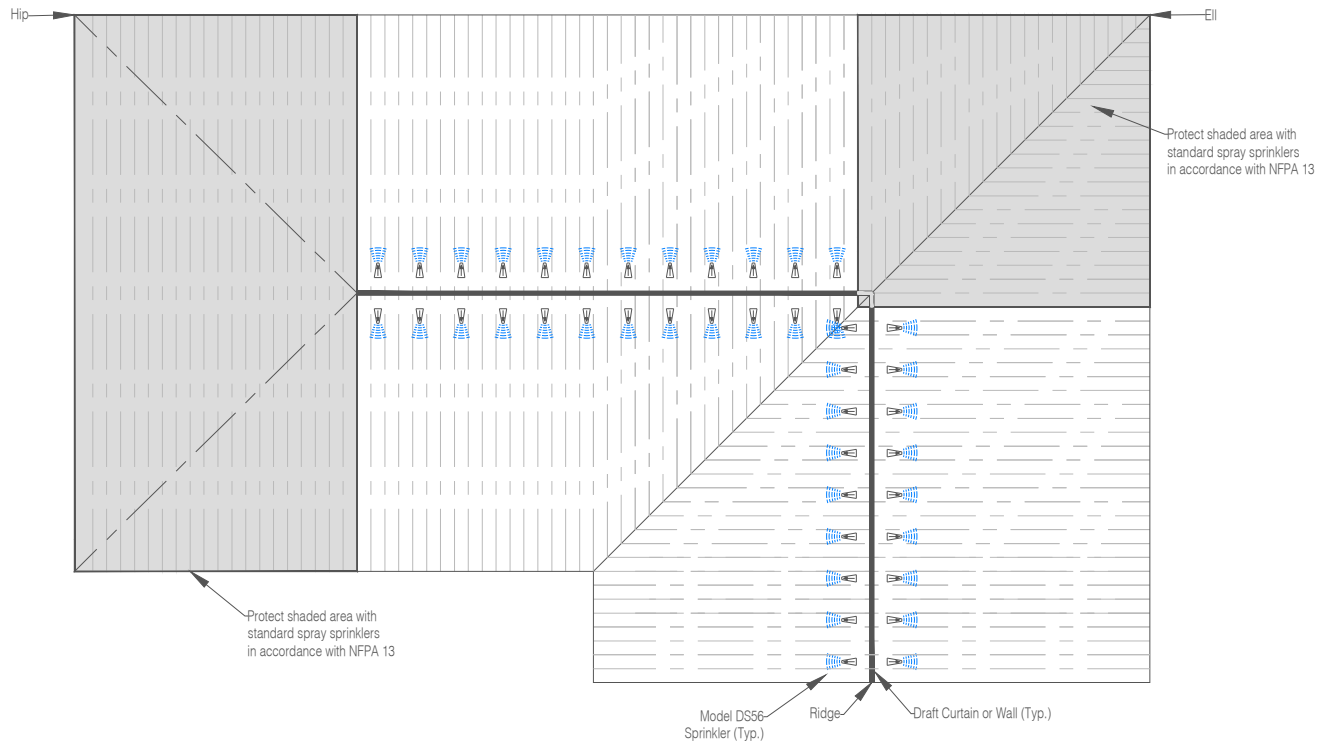 Hip
Ell
Protect shaded area with
standard spray sprinklers
in accordance with NFPA 13
Protect shaded area with
standard spray sprinklers
in accordance with NFPA 13
Model DS56
Sprinkler (Typ.)
Ridge
Draft Curtain or Wall (Typ.)